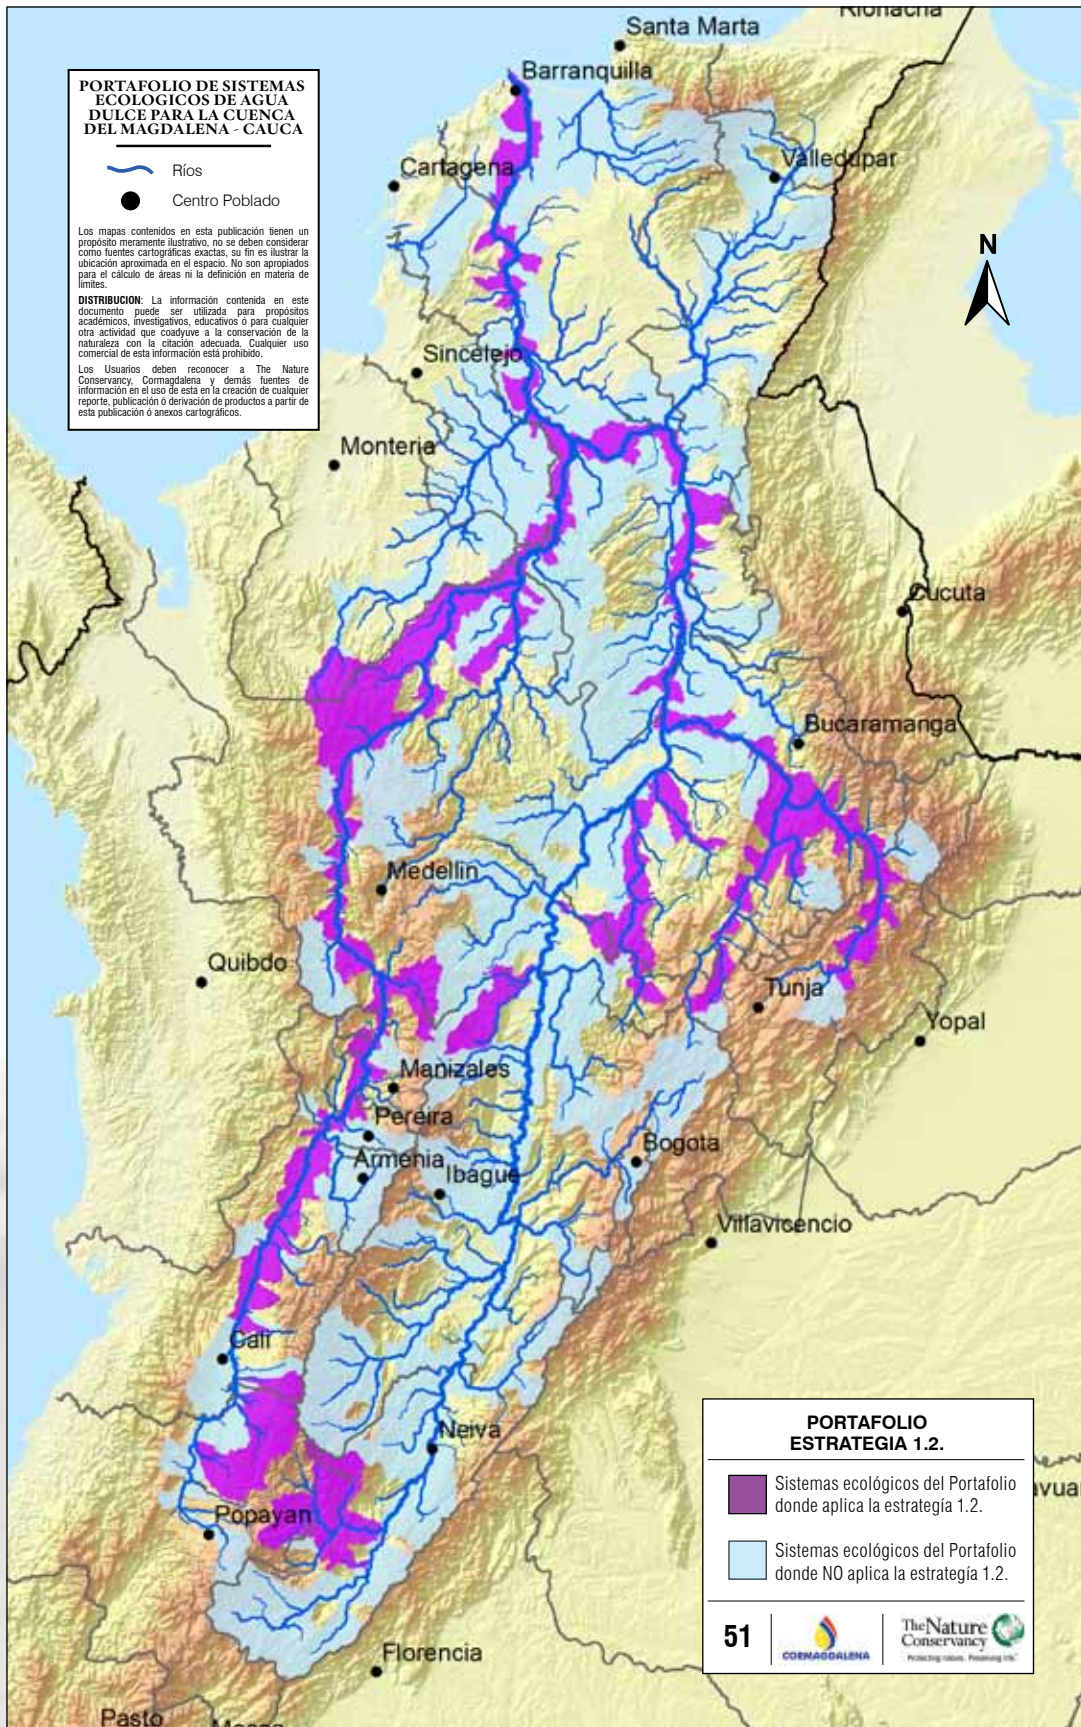 Riohacha
Santa Marta
Barranquilla
PORTAFOLIO DE SISTEMAS
ECOLOGICOS DE AGUA
DULCE PARA LA CUENCA
DEL MAGDALENA - CAUCA
Ríos
Centro Poblado
Los mapas contenidos en esta publicación tienen un
propósito meramente ilustrativo, no se deben considerar
como fuentes cartográficas exactas, su fin es ilustrar la
ubicación aproximada en el espacio. No son apropiados
para el cálculo de áreas ni la definición en materia de
límites.
DISTRIBUCION: La información contenida en este
documento puede ser utilizada para propósitos
académicos, investigativos, educativos ó para cualquier
otra actividad que coadyuve a la conservación de la
naturaleza con la citación adecuada. Cualquier uso
comercial de esta información está prohibido.
Los Usuarios deben reconocer a The Nature
Conservancy, Cormagdalena y demás fuentes de
información en el uso de esta en la creación de cualquier
reporte, publicación ó derivación de productos a partir de
esta publicación ó anexos cartográficos.
Cartagena
Valledupar
N
Sincelejo
Monteria
Cucuta
Bucaramanga
Medellin
Quibdo
Tunja
Yopal
Manizales
Pereira
Armenia
Ibague
Bogota
Villavicencio
Cali
Neiva
Popayan
Florencia
Pasto
PORTAFOLIO
ESTRATEGIA 1.2.
Sistemas ecológicos del Portafolio
donde aplica la estrategía 1.2.
Sistemas ecológicos del Portafolio
donde NO aplica la estrategía 1.2.
51
CORMAGDALENA
The Nature
Conservancy
Protecting nature. Preserving life.